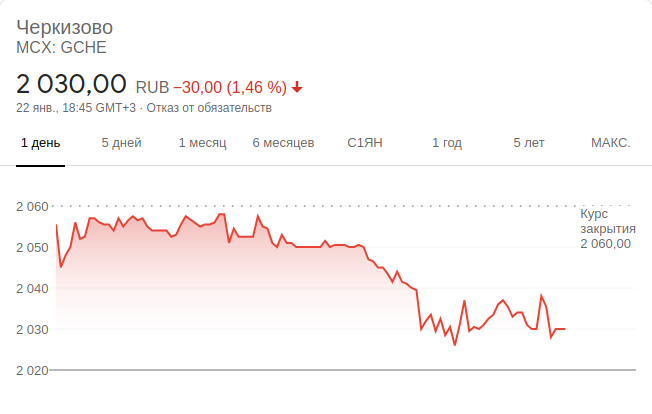 Черкизово
MCX: GCHE
2 030,00 RUB −30,00 (1,46 %)
22 янв., 18:45 GMT+3 · Отказ от обязательств
1 день 5 дней 1 месяц 6 месяцев С1ЯН 1 год 5 лет МАКС.
2 060
2 050
2 040
2 030
2 020
Курс
закрытия
2 060,00